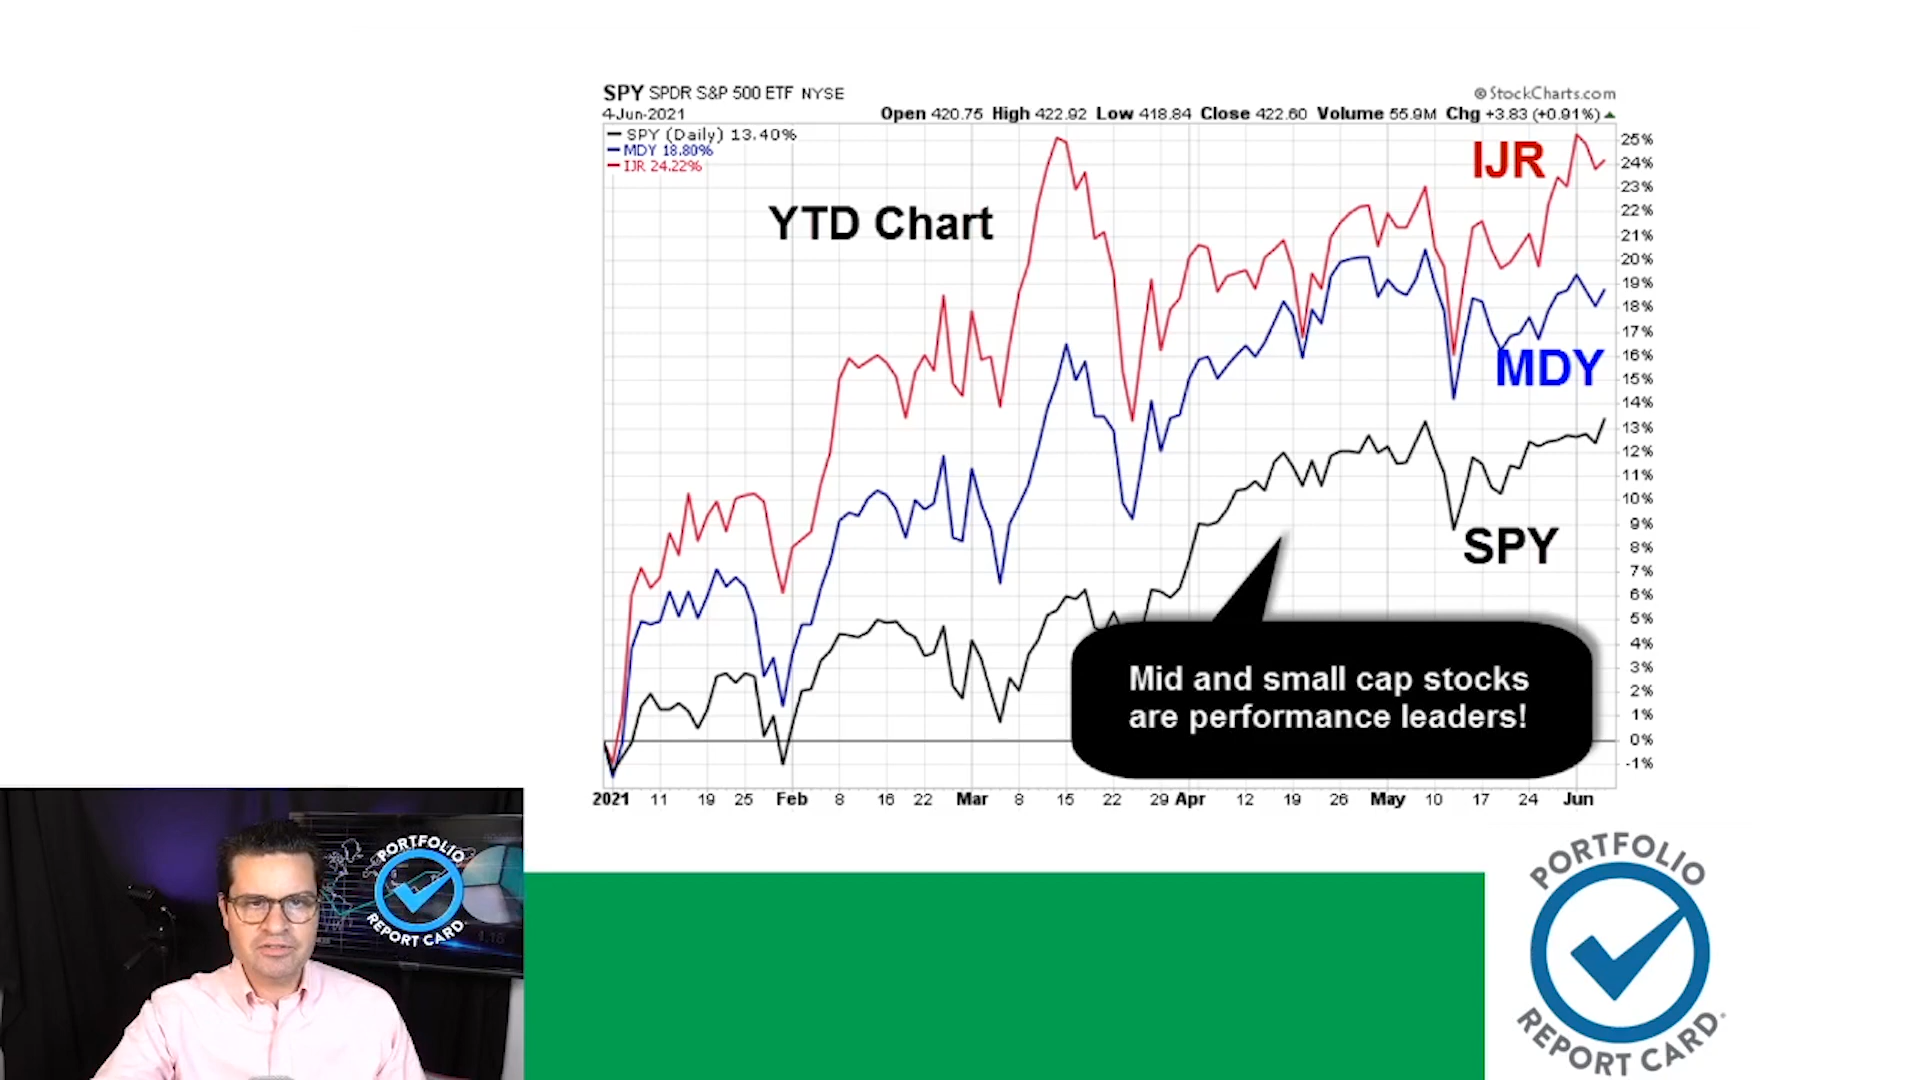 SPY SPDR S&P 500 ETF NYSE
© StockCharts.com
4-Jun-2021
Open 420.75 High 422.92 Low 418.84 Close 422.60 Volume 55.9M Chg +3.83 (+0.91%)
SPY (Daily) 13.40%
MDY 18.80%
IJR 24.22%
YTD Chart
IJR
MDY
SPY
25%
24%
23%
22%
21%
20%
19%
18%
17%
16%
15%
14%
13%
12%
11%
10%
9%
8%
7%
6%
5%
4%
3%
2%
1%
0%
-1%
Mid and small cap stocks
are performance leaders!
2021 11 19 25 Feb 8 16 22 Mar 8 15 22 29 Apr 12 19 26 May 10 17 24 Jun
PORTFOLIO
REPORT CARD
PORTFOLIO
REPORT CARD